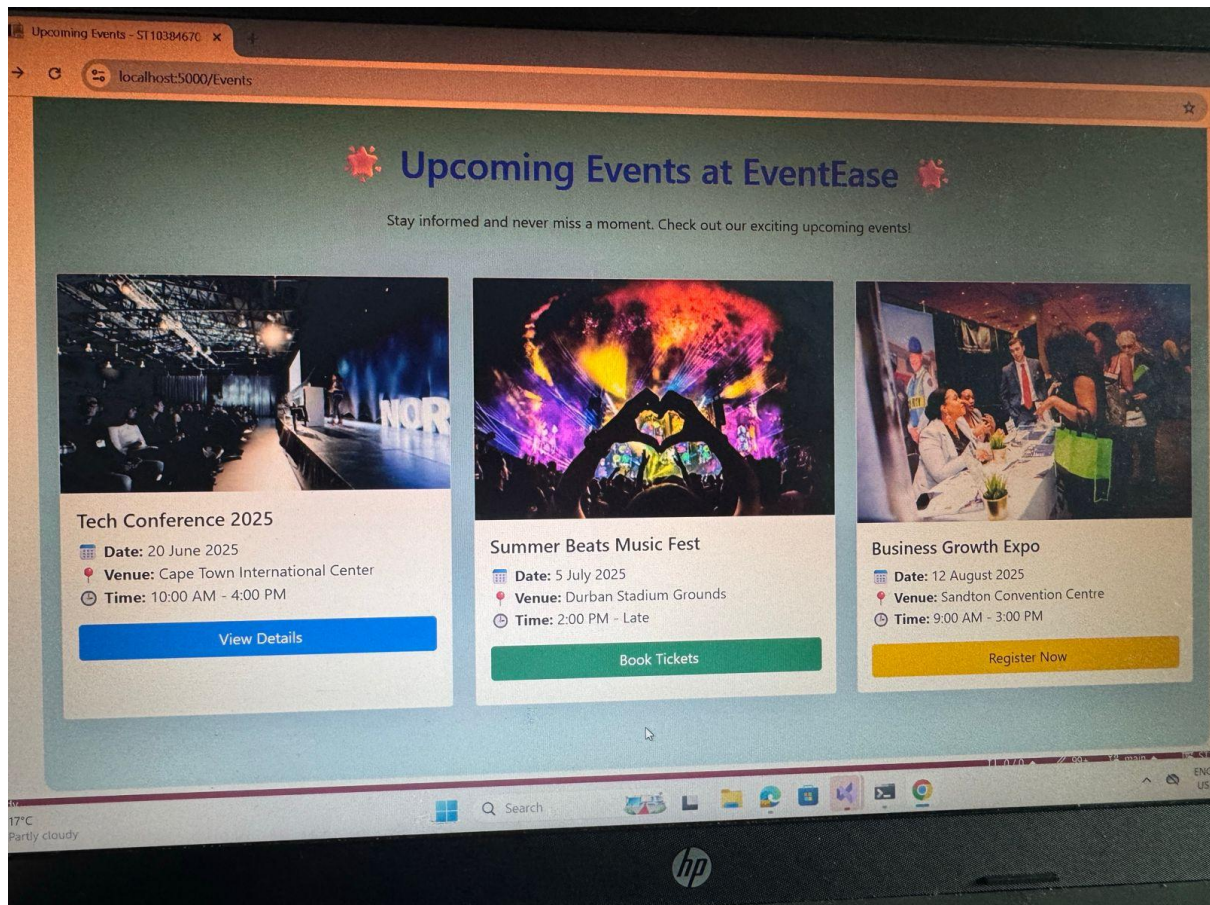 Upcoming Events - ST10384670
localhost:5000/Events
Upcoming Events at EventEase
Stay informed and never miss a moment. Check out our exciting upcoming events!
NOR
Tech Conference 2025
Date: 20 June 2025
Venue: Cape Town International Center
Time: 10:00 AM - 4:00 PM
View Details
Summer Beats Music Fest
Date: 5 July 2025
Venue: Durban Stadium Grounds
Time: 2:00 PM - Late
Book Tickets
Business Growth Expo
Date: 12 August 2025
Venue: Sandton Convention Centre
Time: 9:00 AM - 3:00 PM
Register Now
main
17°C
Partly cloudy
Search
ENG
US
hp